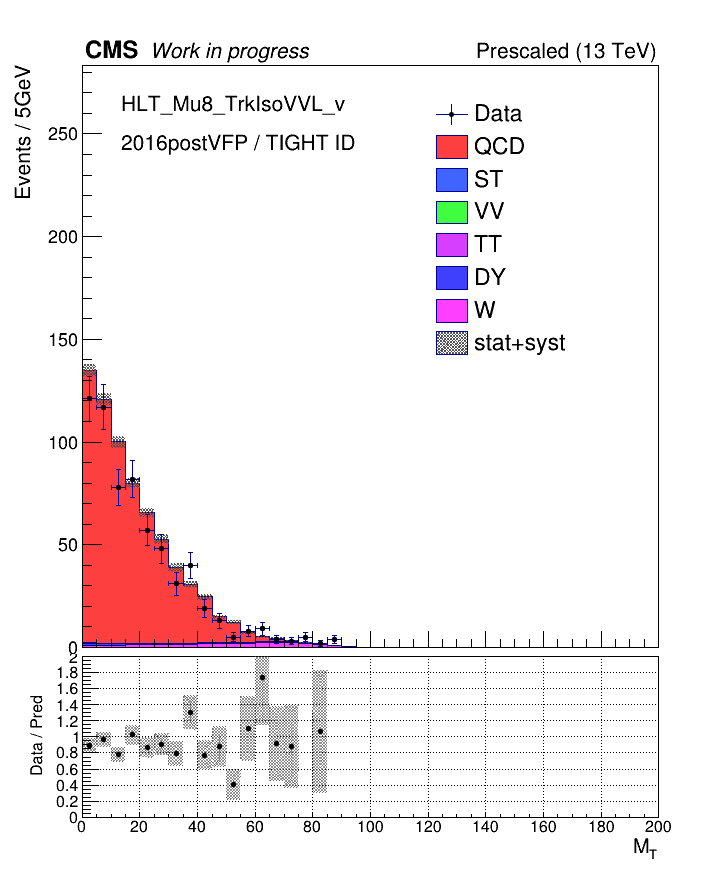 CMS Work in progress Prescaled (13 TeV)
Events / 5GeV
HLT_Mu8_TrkIsoVVL_v
2016postVFP / TIGHT ID
Data
QCD
ST
VV
TT
DY
W
stat+syst
250
200
150
100
50
0
Data / Pred
2
1.8
1.6
1.4
1.2
1
0.8
0.6
0.4
0.2
0
0 20 40 60 80 100 120 140 160 180 200
M_T